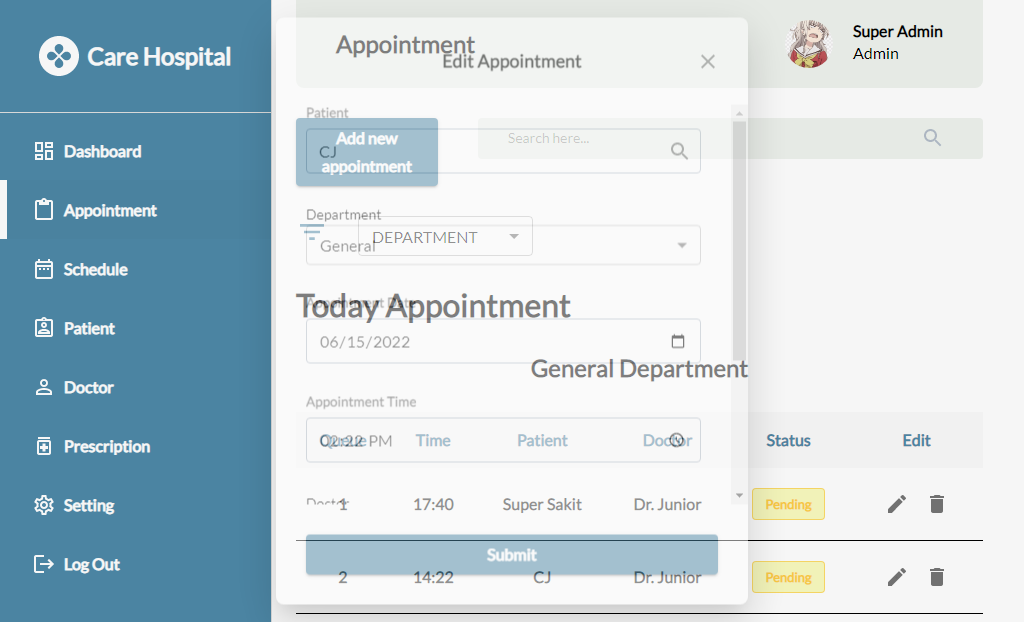 Care Hospital
Dashboard
Appointment
Schedule
Patient
Doctor
Prescription
Setting
Log Out
Appointment
Super Admin
Admin
Add new
appointment
Search here...
DEPARTMENT
Today Appointment
General Department
Queue Time Patient Doctor Status Edit
1 17:40 Super Sakit Dr. Junior Pending
2 14:22 CJ Dr. Junior Pending
Edit Appointment
Patient
CJ
Department
General
Appointment Date
06/15/2022
Appointment Time
02:22 PM
Doctor
Submit